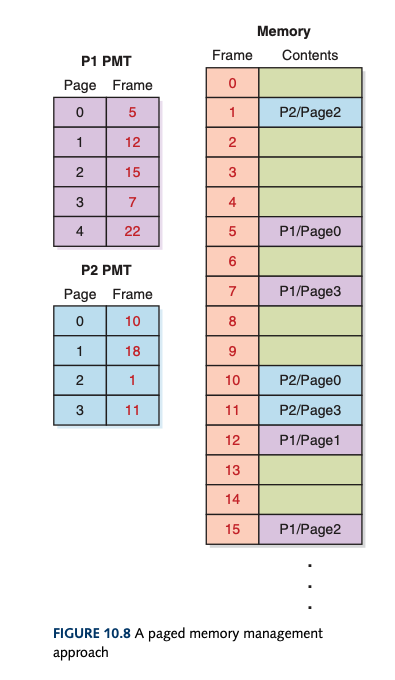 P1 PMT
Page Frame
0 5
1 12
2 15
3 7
4 22
P2 PMT
Page Frame
0 10
1 18
2 1
3 11
Memory
Frame Contents
0
1 P2/Page2
2
3
4
5 P1/Page0
6
7 P1/Page3
8
9
10 P2/Page0
11 P2/Page3
12 P1/Page1
13
14
15 P1/Page2
.
.
.
FIGURE 10.8 A paged memory management
approach